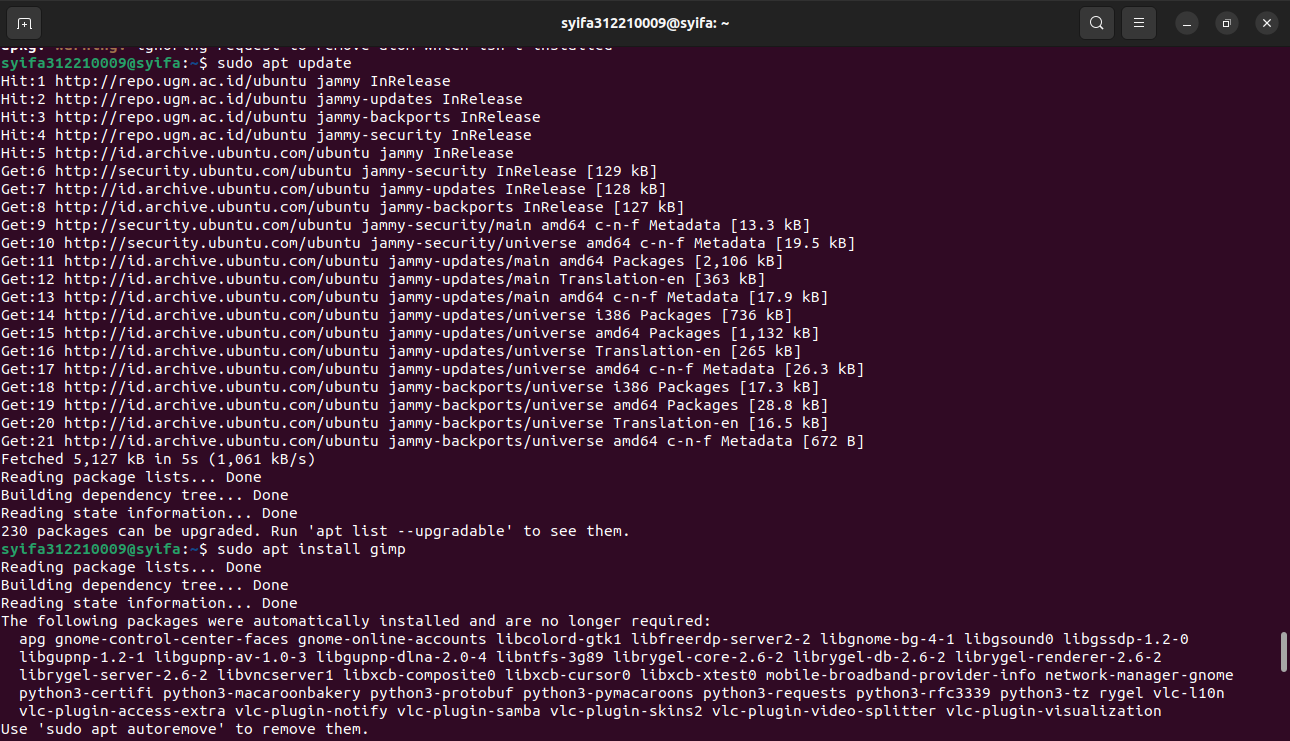 syifa312210009@syifa: ~
dpkg: warning: ignoring request to remove atom which isn't installed
syifa312210009@syifa:~$ sudo apt update
Hit:1 http://repo.ugm.ac.id/ubuntu jammy InRelease
Hit:2 http://repo.ugm.ac.id/ubuntu jammy-updates InRelease
Hit:3 http://repo.ugm.ac.id/ubuntu jammy-backports InRelease
Hit:4 http://repo.ugm.ac.id/ubuntu jammy-security InRelease
Hit:5 http://id.archive.ubuntu.com/ubuntu jammy InRelease
Get:6 http://security.ubuntu.com/ubuntu jammy-security InRelease [129 kB]
Get:7 http://id.archive.ubuntu.com/ubuntu jammy-updates InRelease [128 kB]
Get:8 http://id.archive.ubuntu.com/ubuntu jammy-backports InRelease [127 kB]
Get:9 http://security.ubuntu.com/ubuntu jammy-security/main amd64 c-n-f Metadata [13.3 kB]
Get:10 http://security.ubuntu.com/ubuntu jammy-security/universe amd64 c-n-f Metadata [19.5 kB]
Get:11 http://id.archive.ubuntu.com/ubuntu jammy-updates/main amd64 Packages [2,106 kB]
Get:12 http://id.archive.ubuntu.com/ubuntu jammy-updates/main Translation-en [363 kB]
Get:13 http://id.archive.ubuntu.com/ubuntu jammy-updates/main amd64 c-n-f Metadata [17.9 kB]
Get:14 http://id.archive.ubuntu.com/ubuntu jammy-updates/universe i386 Packages [736 kB]
Get:15 http://id.archive.ubuntu.com/ubuntu jammy-updates/universe amd64 Packages [1,132 kB]
Get:16 http://id.archive.ubuntu.com/ubuntu jammy-updates/universe Translation-en [265 kB]
Get:17 http://id.archive.ubuntu.com/ubuntu jammy-updates/universe amd64 c-n-f Metadata [26.3 kB]
Get:18 http://id.archive.ubuntu.com/ubuntu jammy-backports/universe i386 Packages [17.3 kB]
Get:19 http://id.archive.ubuntu.com/ubuntu jammy-backports/universe amd64 Packages [28.8 kB]
Get:20 http://id.archive.ubuntu.com/ubuntu jammy-backports/universe Translation-en [16.5 kB]
Get:21 http://id.archive.ubuntu.com/ubuntu jammy-backports/universe amd64 c-n-f Metadata [672 B]
Fetched 5,127 kB in 5s (1,061 kB/s)
Reading package lists... Done
Building dependency tree... Done
Reading state information... Done
230 packages can be upgraded. Run 'apt list --upgradable' to see them.
syifa312210009@syifa:~$ sudo apt install gimp
Reading package lists... Done
Building dependency tree... Done
Reading state information... Done
The following packages were automatically installed and are no longer required:
apg gnome-control-center-faces gnome-online-accounts libcolord-gtk1 libfreerdp-server2-2 libgnome-bg-4-1 libgsound0 libgssdp-1.2-0
libgupnp-1.2-1 libgupnp-av-1.0-3 libgupnp-dlna-2.0-4 libntfs-3g89 librygel-core-2.6-2 librygel-db-2.6-2 librygel-renderer-2.6-2
librygel-server-2.6-2 libvncserver1 libxcb-composite0 libxcb-cursor0 libxcb-xtest0 mobile-broadband-provider-info network-manager-gnome
python3-certifi python3-macaroonbakery python3-protobuf python3-pymacaroons python3-requests python3-rfc3339 python3-tz rygel vlc-l10n
vlc-plugin-access-extra vlc-plugin-notify vlc-plugin-samba vlc-plugin-skins2 vlc-plugin-video-splitter vlc-plugin-visualization
Use 'sudo apt autoremove' to remove them.